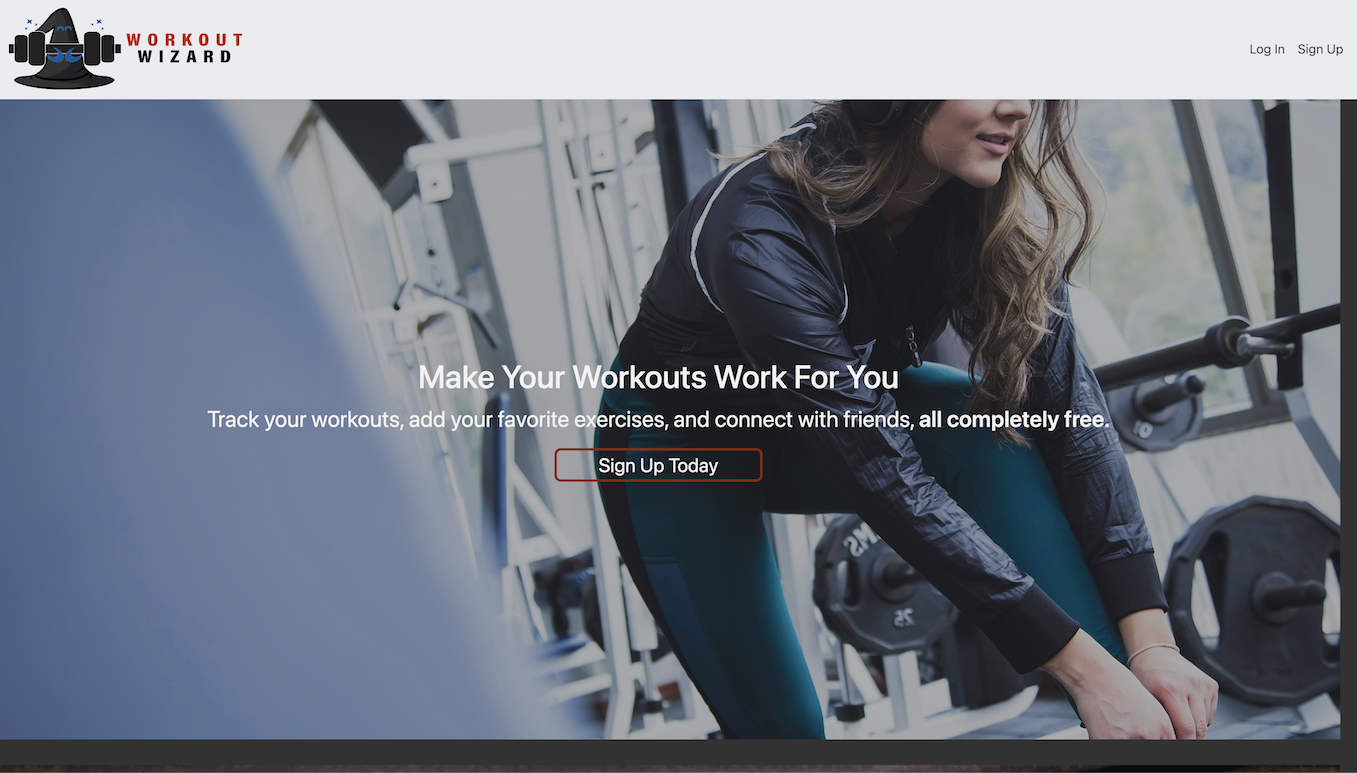 WORKOUT
WIZARD
Log In Sign Up
Make Your Workouts Work For You
Track your workouts, add your favorite exercises, and connect with friends, all completely free.
Sign Up Today
25